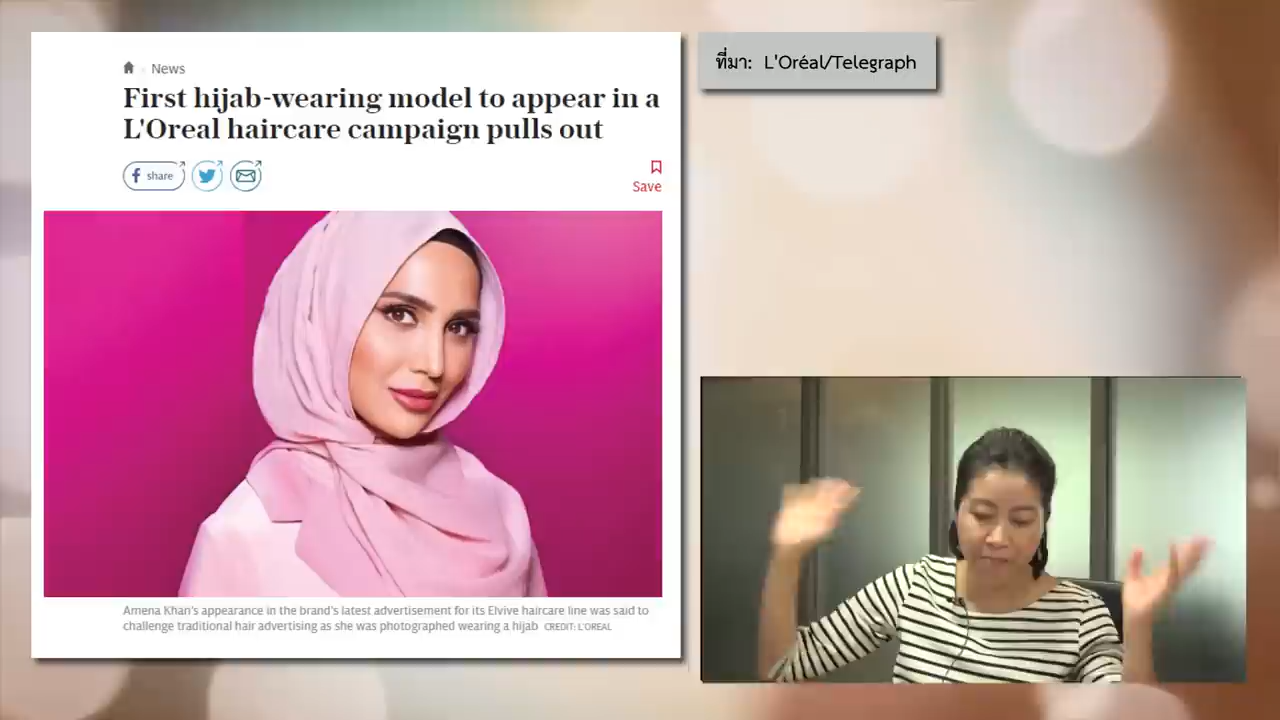 News
First hijab-wearing model to appear in a
L'Oreal haircare campaign pulls out
share
Save
Amena Khan's appearance in the brand's latest advertisement for its Elvive haircare line was said to
challenge traditional hair advertising as she was photographed wearing a hijab CREDIT: L'OREAL
ที่มา: L'Oréal/Telegraph